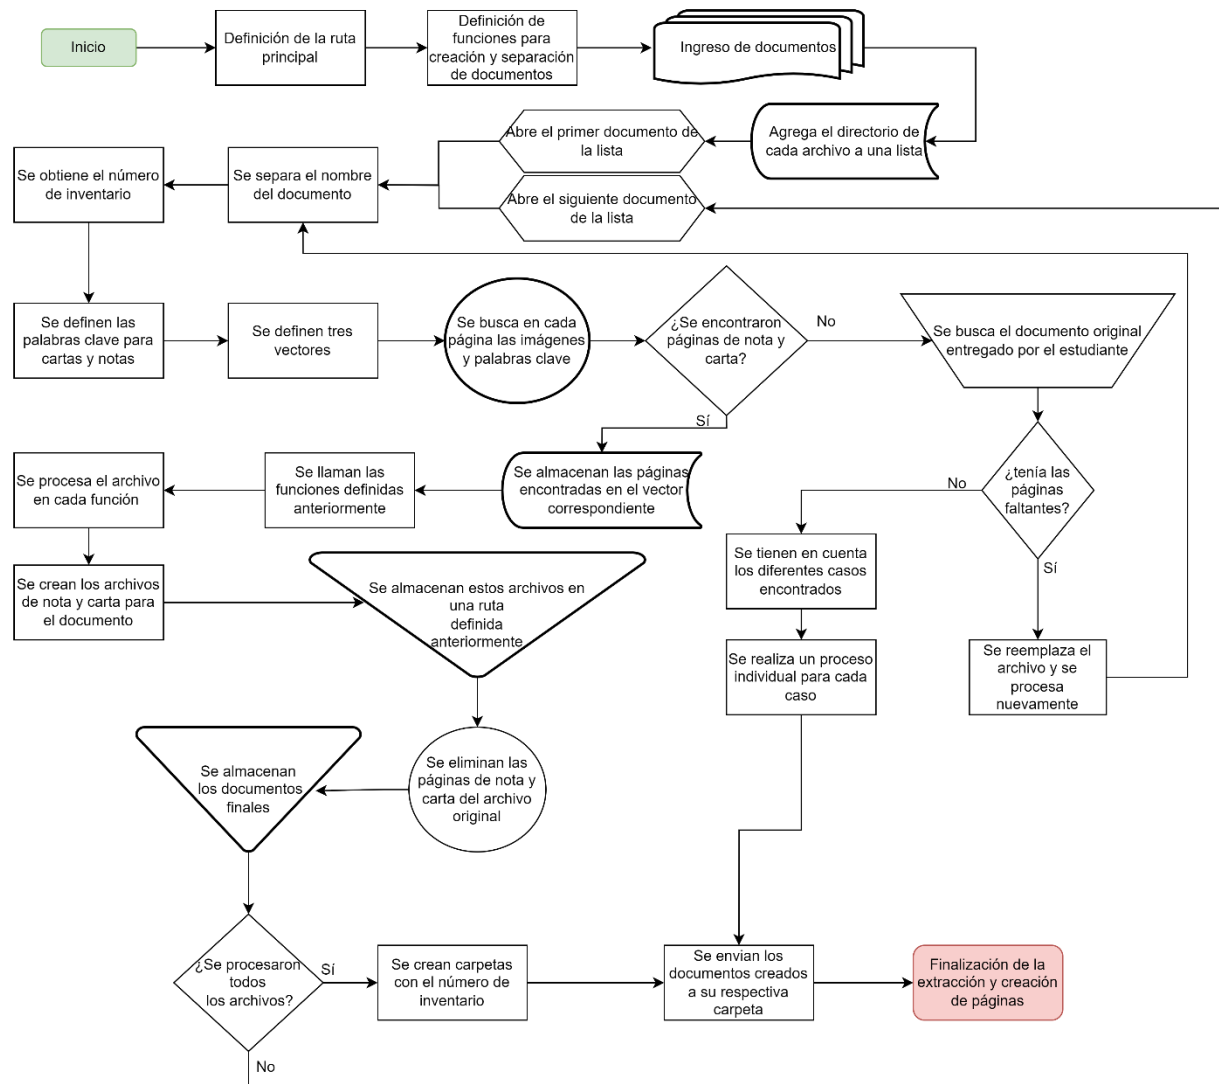 Inicio
Definición de la ruta
principal
Definición de
funciones para
creación y separación
de documentos
Ingreso de documentos
Agrega el directorio de
cada archivo a una lista
Abre el primer documento de
la lista
Abre el siguiente documento
de la lista
Se separa el nombre
del documento
Se obtiene el número
de inventario
Se definen las
palabras clave para
cartas y notas
Se definen tres
vectores
Se busca en cada
página las imágenes
y palabras clave
¿Se encontraron
páginas de nota y
carta?
No
Se busca el documento original
entregado por el estudiante
Sí
¿tenía las
páginas
faltantes?
No
Sí
Se almacenan las páginas
encontradas en el vector
correspondiente
Se llaman las
funciones definidas
anteriormente
Se procesa el archivo
en cada función
Se crean los archivos
de nota y carta para
el documento
Se almacenan estos archivos en
una ruta
definida
anteriormente
Se tienen en cuenta
los diferentes casos
encontrados
Se realiza un proceso
individual para cada
caso
Se reemplaza el
archivo y se
procesa
nuevamente
Se eliminan las
páginas de nota y
carta del archivo
original
Se almacenan
los documentos
finales
¿Se procesaron
todos
los archivos?
Sí
Se crean carpetas
con el número de
inventario
Se envian los
documentos creados
a su respectiva
carpeta
Finalización de la
extracción y creación
de páginas
No